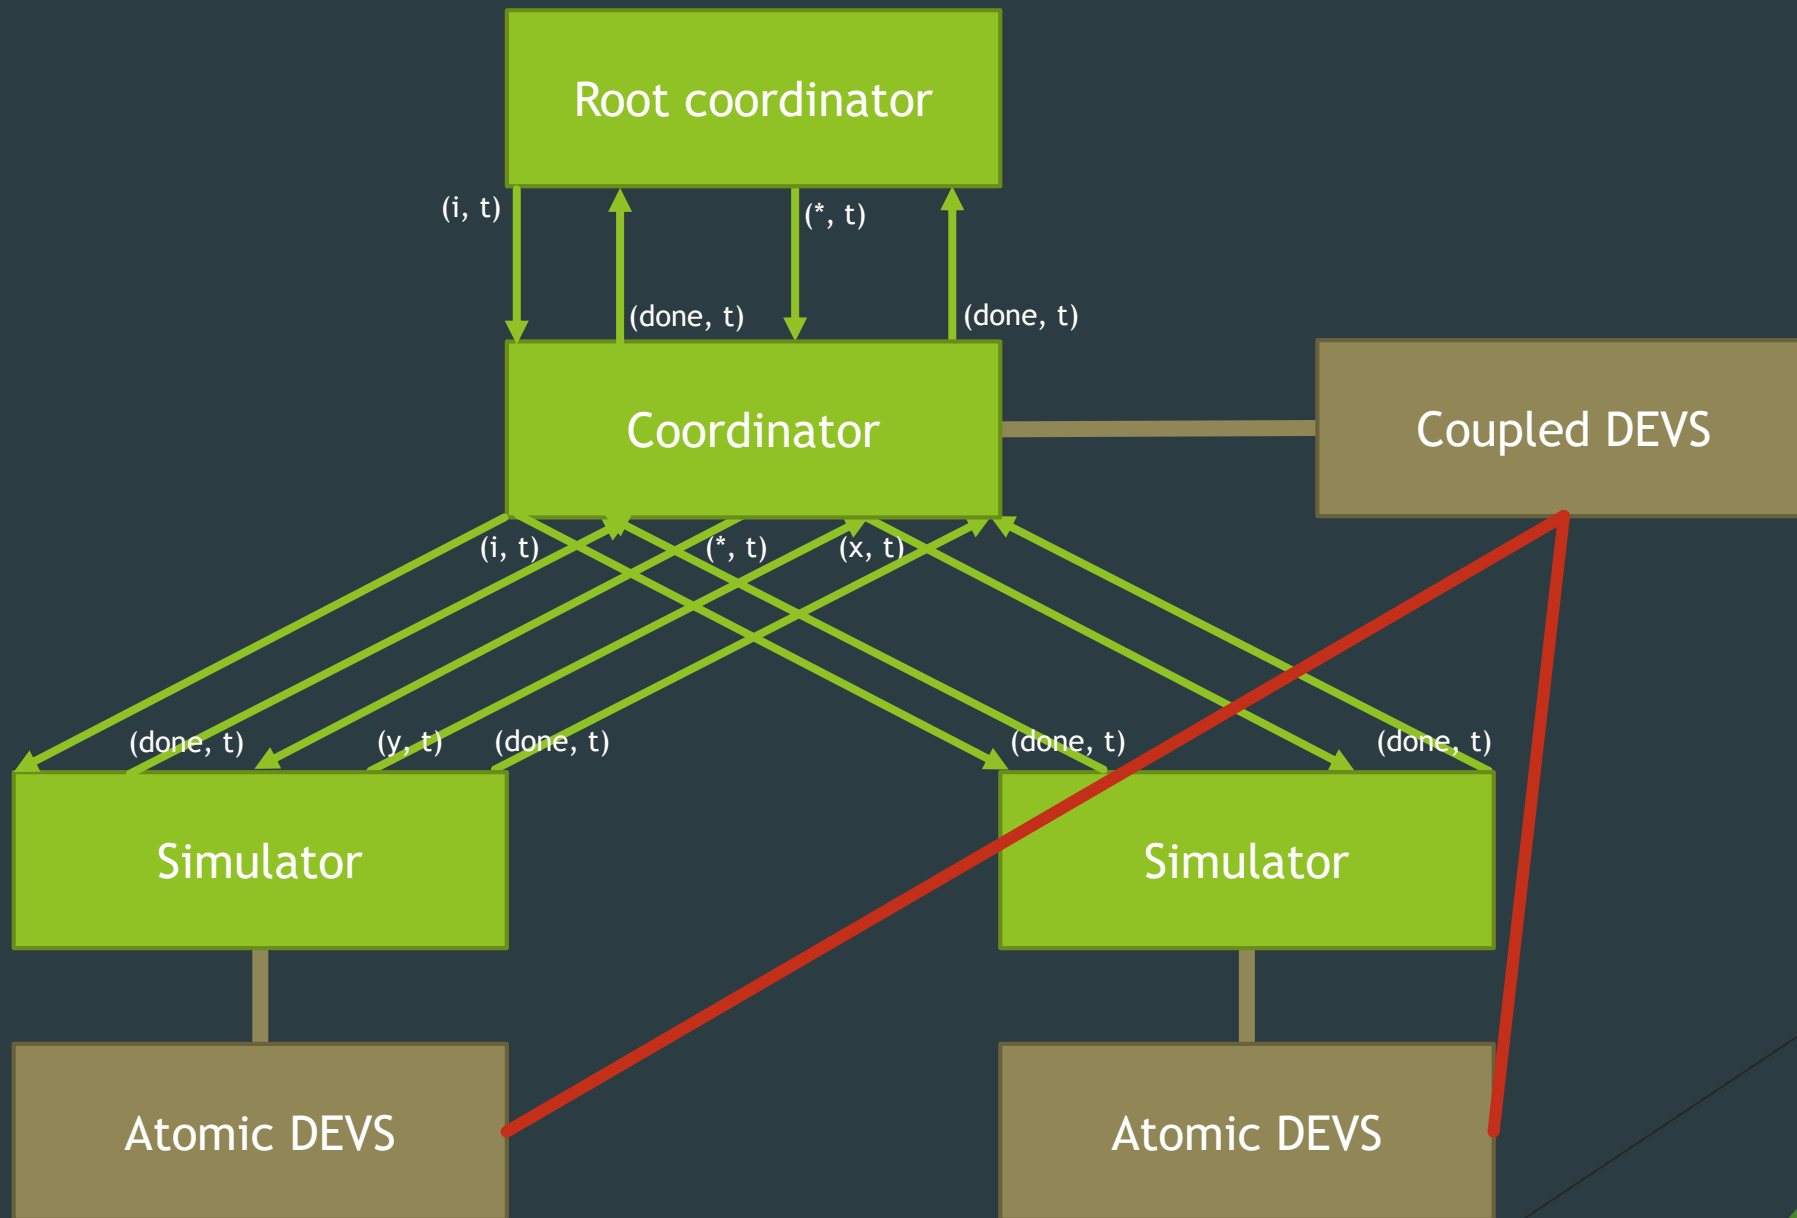 Root coordinator
(i, t)
(*, t)
(done, t)
(done, t)
Coordinator
Coupled DEVS
(i, t)
(*, t)
(x, t)
(done, t)
(y, t)
(done, t)
(done, t)
(done, t)
Simulator
Simulator
Atomic DEVS
Atomic DEVS